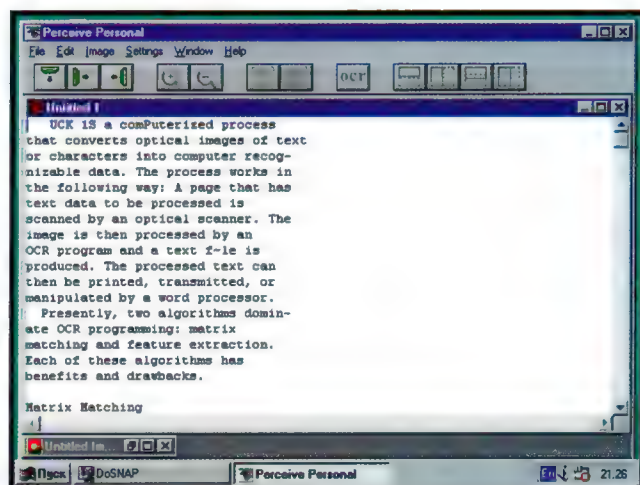 Perceive Personal
File Edit Image Settings Window Help
ocr
Untitled 1
UCK 1S a comPuterized process
that converts optical images of text
or characters into computer recog-
nizable data. The process works in
the following way: A page that has
text data to be processed is
scanned by an optical scanner. The
image is then processed by an
OCR program and a text f~le is
produced. The processed text can
then be printed, transmitted, or
manipulated by a word processor.
Presently, two algorithms domin-
ate OCR programming: matrix
matching and feature extraction.
Each of these algorithms has
benefits and drawbacks.
Matrix Matching
Untitled Im...
Пуск DoSNAP Perceive Personal En 21.26